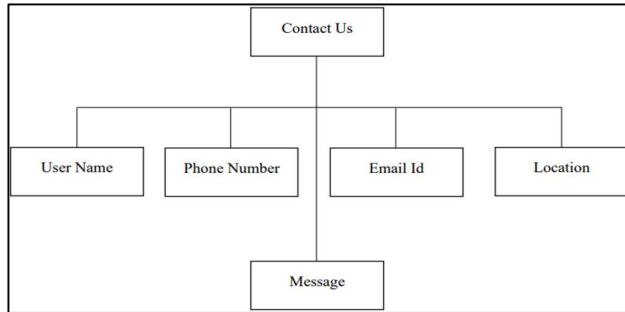 Contact Us
User Name
Phone Number
Email Id
Location
Message